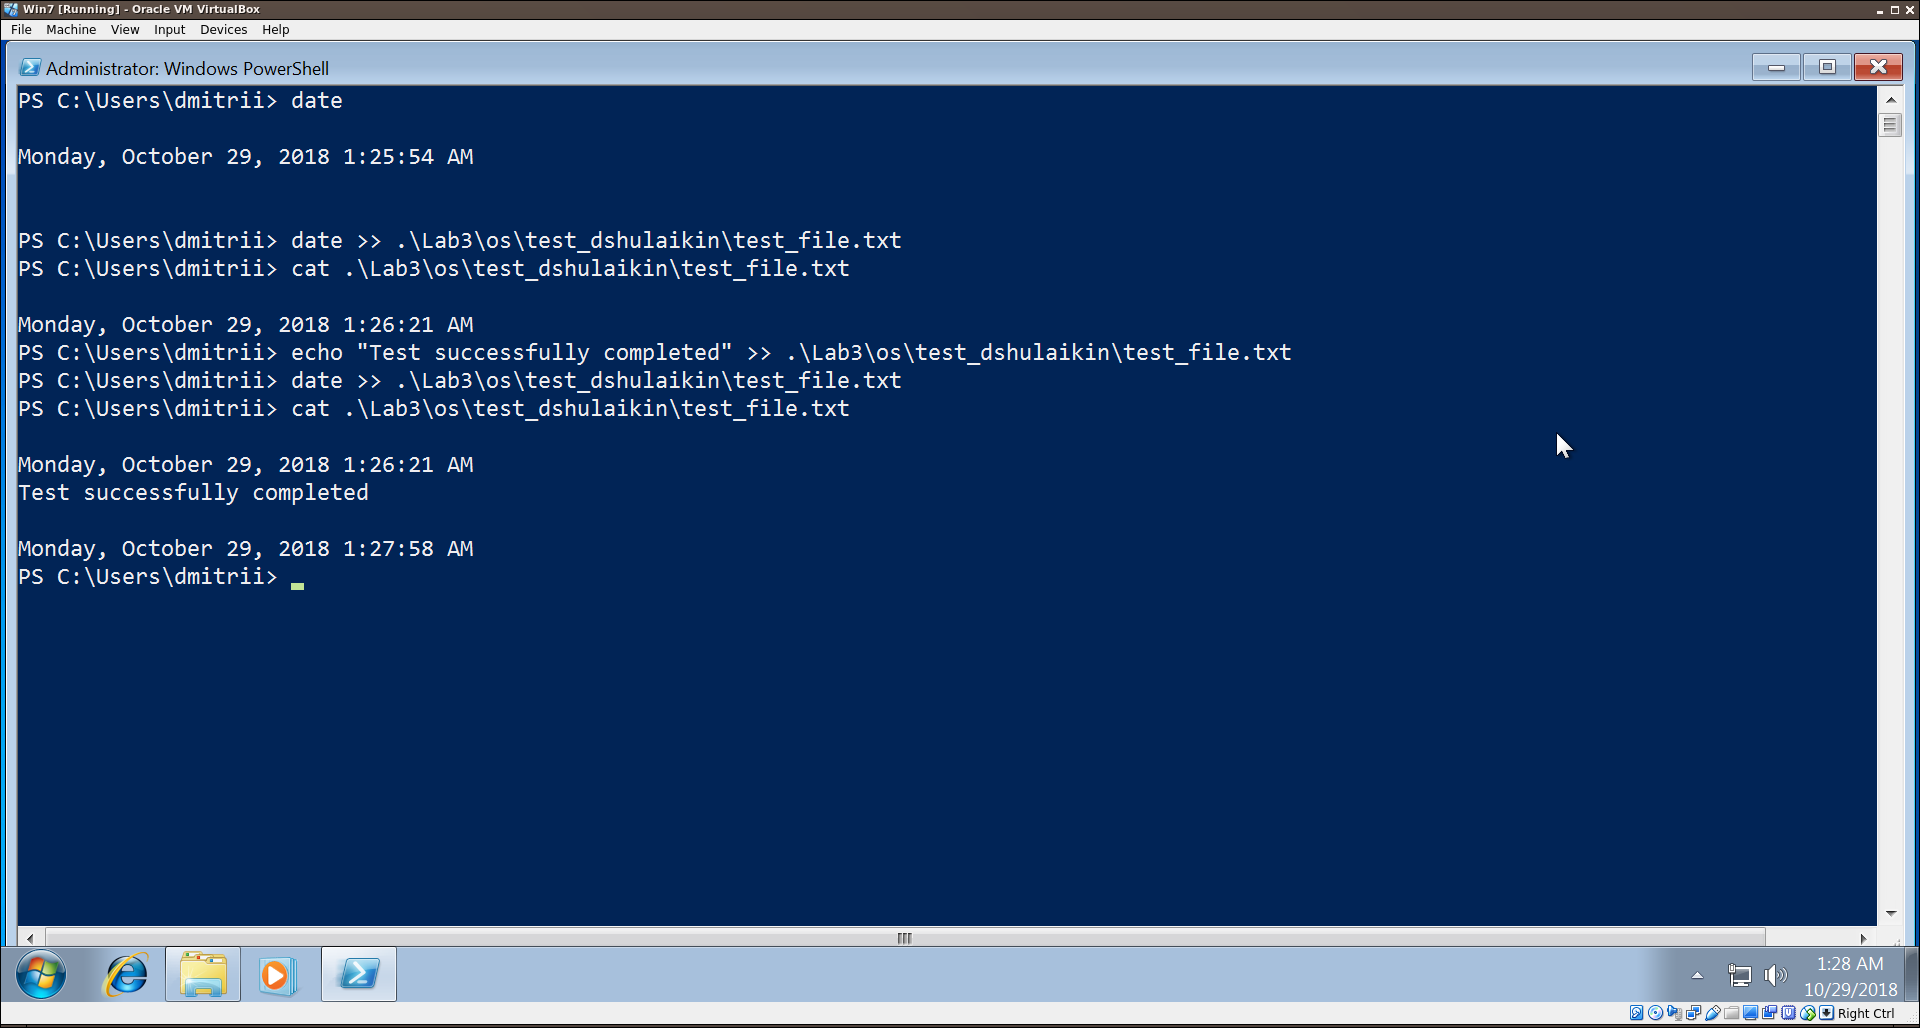 Win7 [Running] - Oracle VM VirtualBox
File Machine View Input Devices Help
Administrator: Windows PowerShell
PS C:\Users\dmitrii> date
Monday, October 29, 2018 1:25:54 AM
PS C:\Users\dmitrii> date >> .\Lab3\os\test_dshulaikin\test_file.txt
PS C:\Users\dmitrii> cat .\Lab3\os\test_dshulaikin\test_file.txt
Monday, October 29, 2018 1:26:21 AM
PS C:\Users\dmitrii> echo "Test successfully completed" >> .\Lab3\os\test_dshulaikin\test_file.txt
PS C:\Users\dmitrii> date >> .\Lab3\os\test_dshulaikin\test_file.txt
PS C:\Users\dmitrii> cat .\Lab3\os\test_dshulaikin\test_file.txt
Monday, October 29, 2018 1:26:21 AM
Test successfully completed
Monday, October 29, 2018 1:27:58 AM
PS C:\Users\dmitrii>
1:28 AM
10/29/2018
Right Ctrl